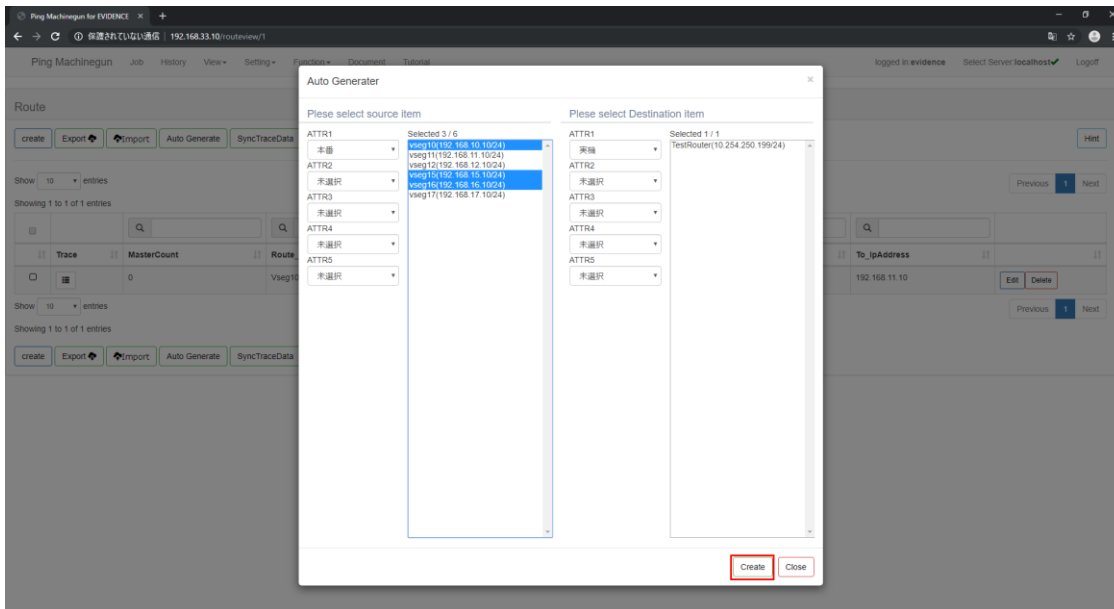 Ping Machinegun for EVIDENCE
保護されていない通信 | 192.168.33.10/routeview/1
Ping Machinegun Job History View Setting Function Document Tutorial logged in evidence Select Server:localhost Logoff
Auto Generater
Route
Plese select source item
Plese select Destination item
create Export Import Auto Generate SyncTraceData Hint
ATTR1
本番
ATTR2
未選択
ATTR3
未選択
ATTR4
未選択
ATTR5
未選択
Selected 3 / 6
vseg10(192.168.10.10/24)
vseg11(192.168.11.10/24)
vseg12(192.168.12.10/24)
vseg15(192.168.15.10/24)
vseg16(192.168.16.10/24)
vseg17(192.168.17.10/24)
ATTR1
実機
ATTR2
未選択
ATTR3
未選択
ATTR4
未選択
ATTR5
未選択
Selected 1 / 1
TestRouter(10.254.250.199/24)
Show 10 entries
Previous 1 Next
Showing 1 to 1 of 1 entries
Trace MasterCount Route_ To_IpAddress
0 Vseg10 192.168.11.10 Edit Delete
Show 10 entries
Previous 1 Next
Showing 1 to 1 of 1 entries
create Export Import Auto Generate SyncTraceData
Create Close